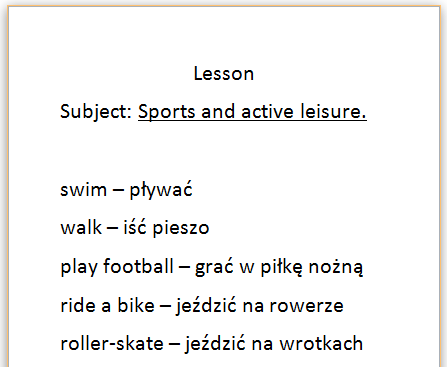 Lesson
Subject: Sports and active leisure.
swim – pływać
walk – iść pieszo
play football – grać w piłkę nożną
ride a bike – jeździć na rowerze
roller-skate – jeździć na wrotkach